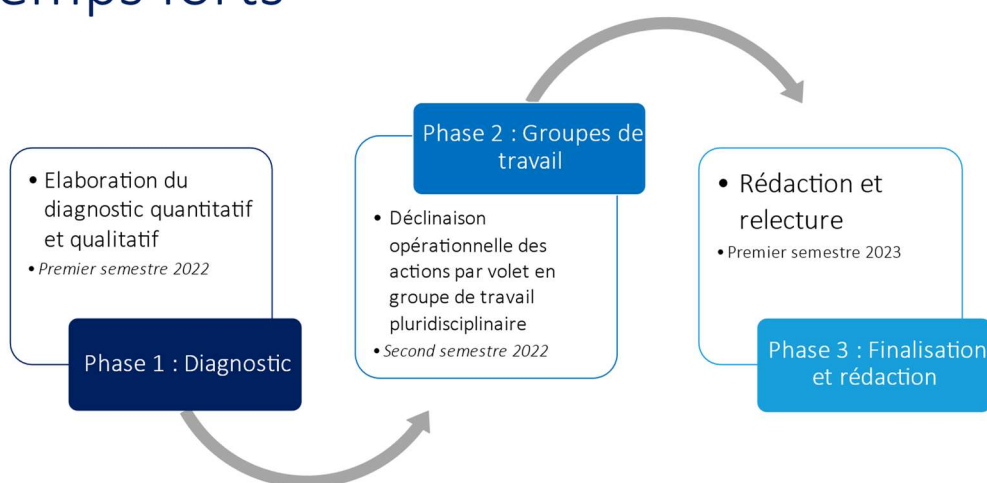 emps forts
• Elaboration du
diagnostic quantitatif
et qualitatif
• Premier semestre 2022
Phase 1 : Diagnostic
Phase 2 : Groupes de
travail
• Déclinaison
opérationnelle des
actions par volet en
groupe de travail
pluridisciplinaire
• Second semestre 2022
• Rédaction et
relecture
• Premier semestre 2023
Phase 3 : Finalisation
et rédaction